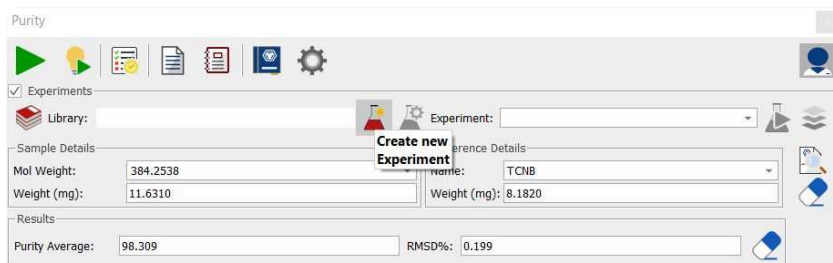 Purity
Experiments
Library: Experiment:
Create new
Experiment
Sample Details erence Details
Mol Weight: 384.2538 Name: TCNB
Weight (mg): 11.6310 Weight (mg): 8.1820
Results
Purity Average: 98.309 RMSD%: 0.199